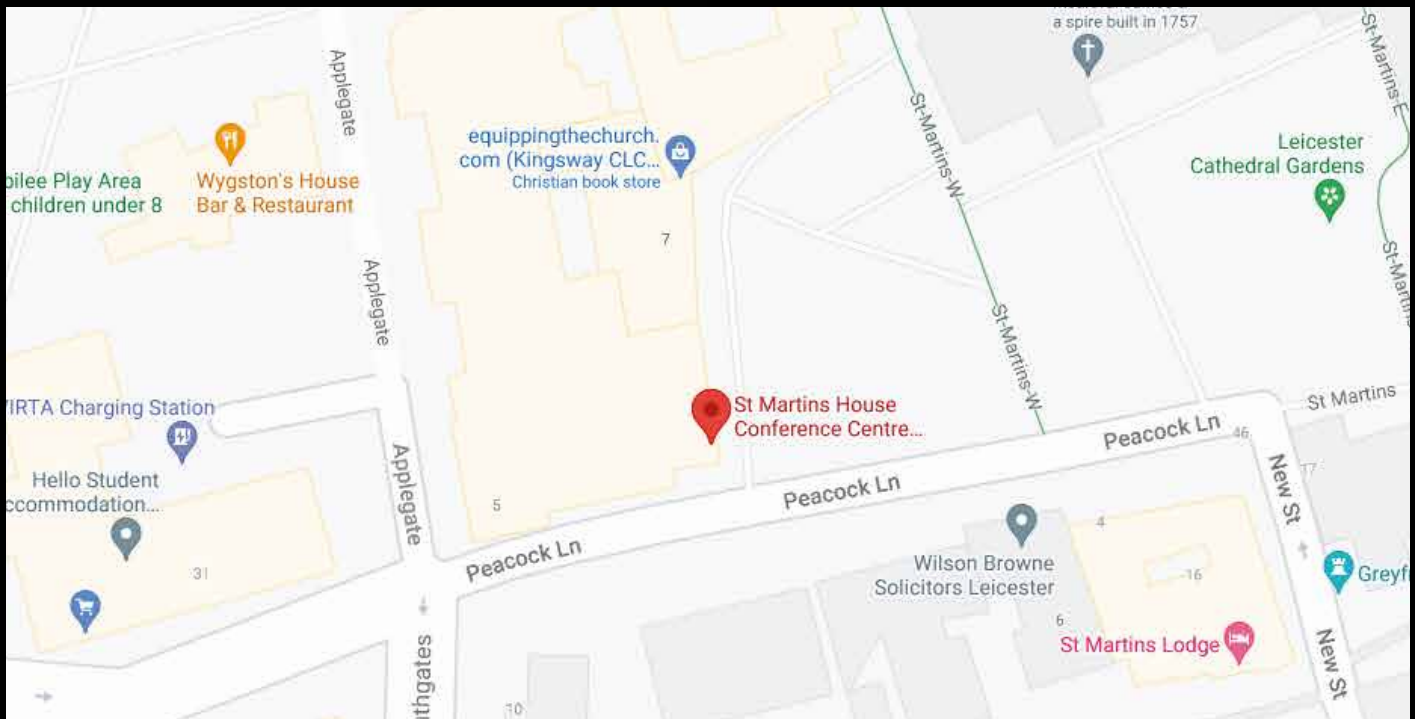 a spire built in 1757
Applegate
St-Martins-E
equippingthechurch.
com (Kingsway CLC...
Christian book store
St-Martins-W
Leicester
Cathedral Gardens
bilee Play Area
children under 8
Wygston's House
Bar & Restaurant
7
Applegate
St-Martins
St-Martins-W
St Martins House
Conference Centre...
St Martins
VIRTA Charging Station
Peacock Ln
46
Applegate
Hello Student
ccommodation...
5
Peacock Ln
New St
77
4
Peacock Ln
Wilson Browne
Solicitors Leicester
31
16
Greyf
6
St Martins Lodge
New St
uthgates
10